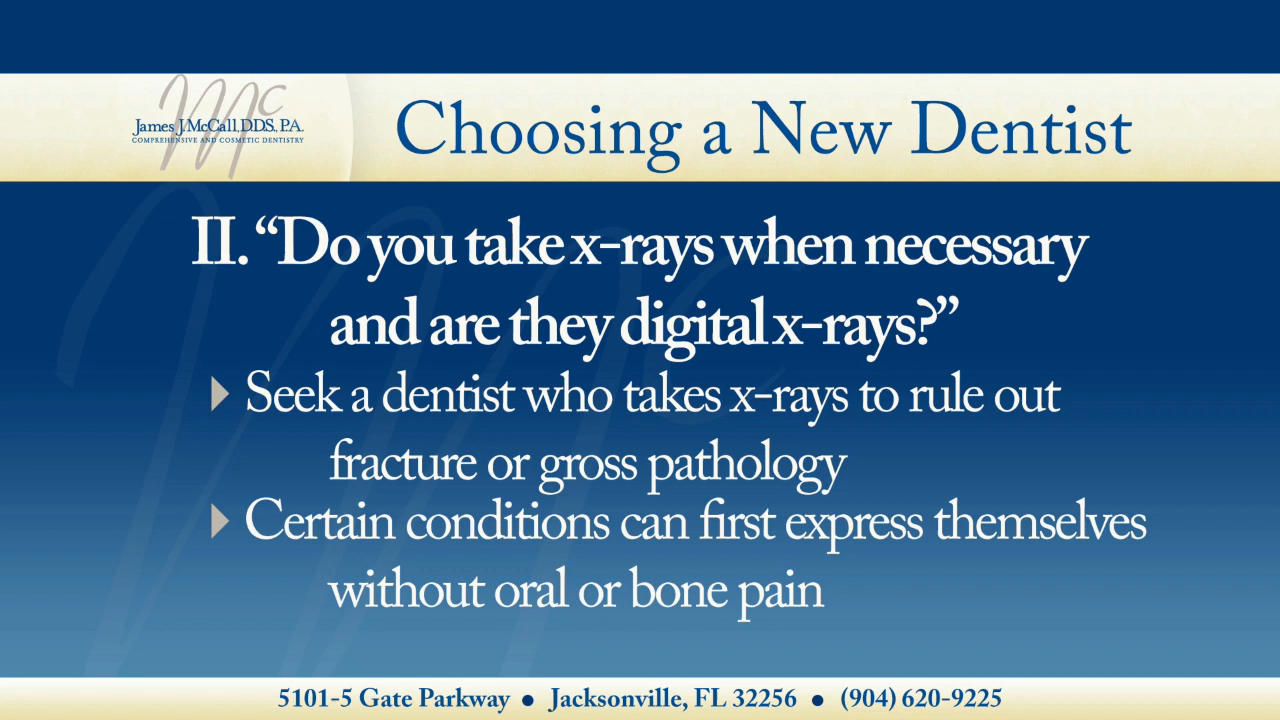 Mc
James J. McCall, D.D.S., P.A.
COMPREHENSIVE AND COSMETIC DENTISTRY
Choosing a New Dentist
II. “Do you take x-rays when necessary
and are they digital x-rays?”
Seek a dentist who takes x-rays to rule out
fracture or gross pathology
Certain conditions can first express themselves
without oral or bone pain
5101-5 Gate Parkway • Jacksonville, FL 32256 • (904) 620-9225